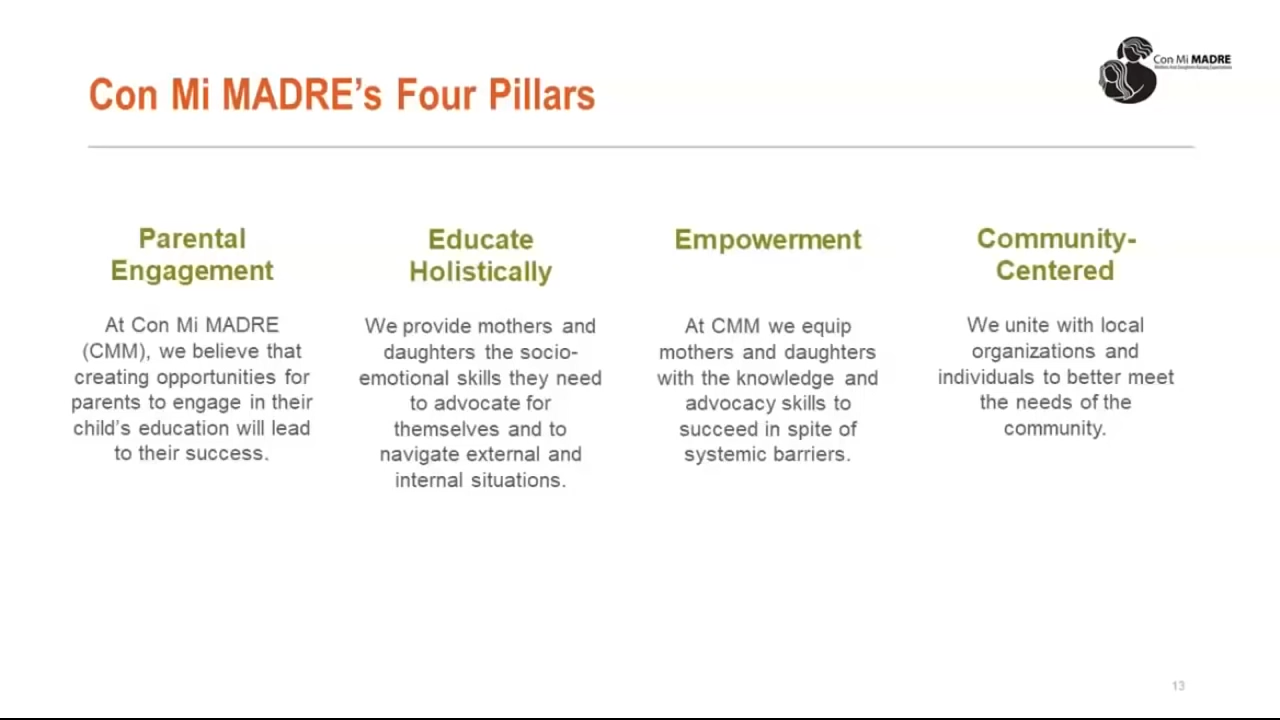 Con Mi MADRE
Mothers And Daughters Raising Expectations
Con Mi MADRE's Four Pillars
Parental
Engagement
At Con Mi MADRE
(CMM), we believe that
creating opportunities for
parents to engage in their
child's education will lead
to their success.
Educate
Holistically
We provide mothers and
daughters the socio-
emotional skills they need
to advocate for
themselves and to
navigate external and
internal situations.
Empowerment
At CMM we equip
mothers and daughters
with the knowledge and
advocacy skills to
succeed in spite of
systemic barriers.
Community-
Centered
We unite with local
organizations and
individuals to better meet
the needs of the
community.
13